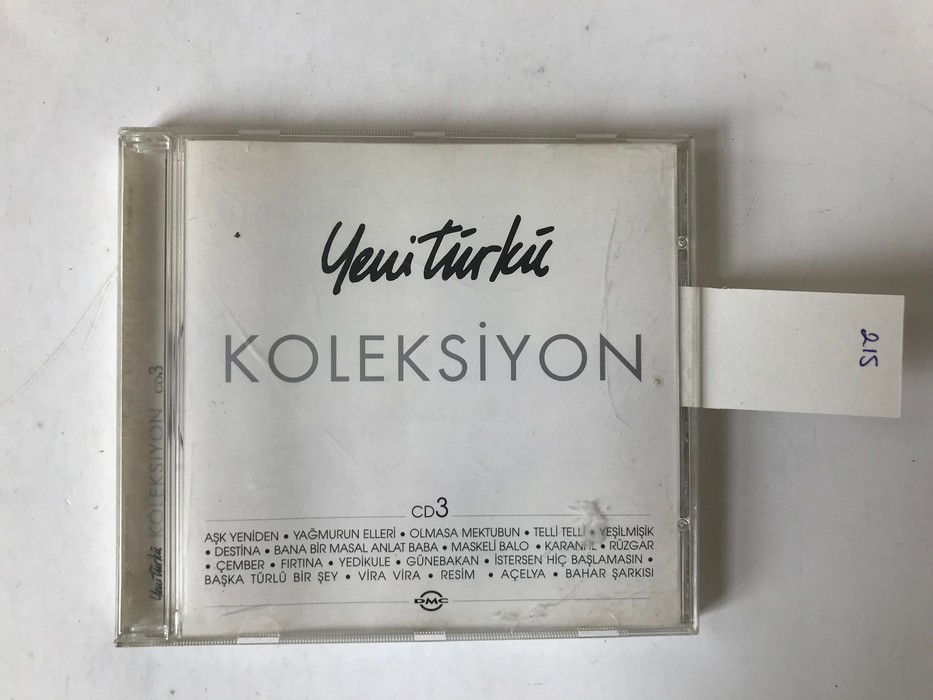 Yeni Türkü
KOLEKSİYON
CD3
AŞK YENİDEN • YAĞMURUN ELLERİ • OLMASA MEKTUBUN • TELLİ TELLİ • YEŞİLMİŞİK
• DESTİNA • BANA BİR MASAL ANLAT BABA • MASKELİ BALO • KARANFİL • RÜZGAR
• ÇEMBER • FIRTINA • YEDİKULE • GÜNEBAKAN • İSTERSEN HİÇ BAŞLAMASIN •
BAŞKA TÜRLÜ BİR ŞEY • VİRA VİRA • RESİM • AÇELYA • BAHAR ŞARKISI
DMC
Yeni Türkü KOLEKSİYON CD3
215